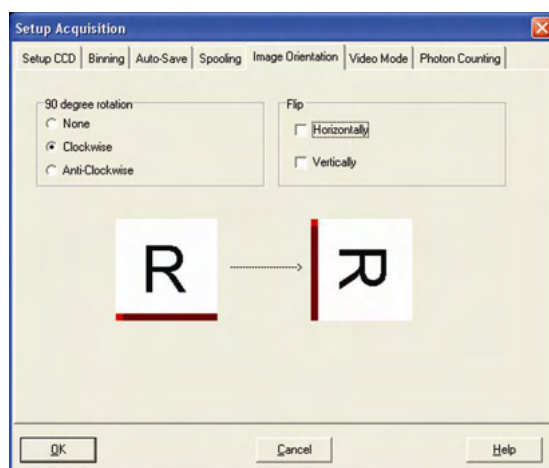 Setup Acquisition
Setup CCD Binning Auto-Save Spooling Image Orientation Video Mode Photon Counting
90 degree rotation
None
Clockwise
Anti-Clockwise
Flip
Horizontally
Vertically
R
R
OK Cancel Help